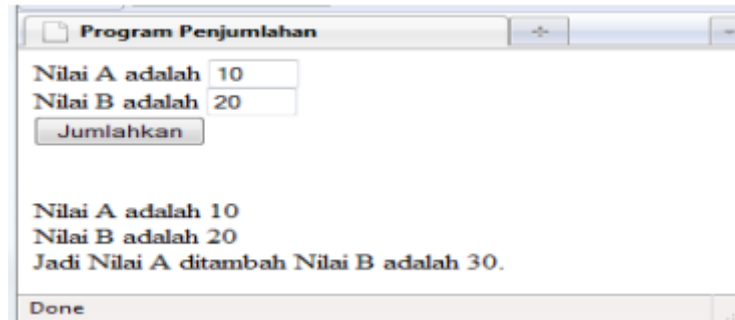 Program Penjumlahan
Nilai A adalah 10
Nilai B adalah 20
Jumlahkan
Nilai A adalah 10
Nilai B adalah 20
Jadi Nilai A ditambah Nilai B adalah 30.
Done